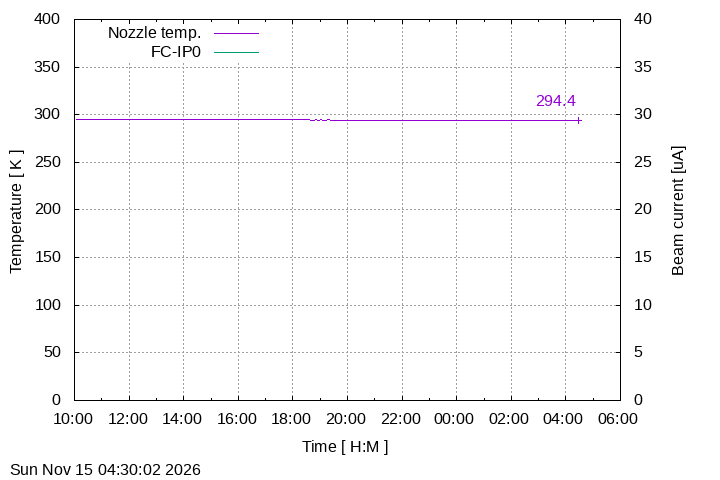 400
350
300
250
200
150
100
50
0
40
35
30
25
20
15
10
5
0
Nozzle temp.
FC-IP0
294.4
Temperature [ K ]
Beam current [uA]
10:00 12:00 14:00 16:00 18:00 20:00 22:00 00:00 02:00 04:00 06:00
Time [ H:M ]
Sun Nov 15 04:30:02 2026